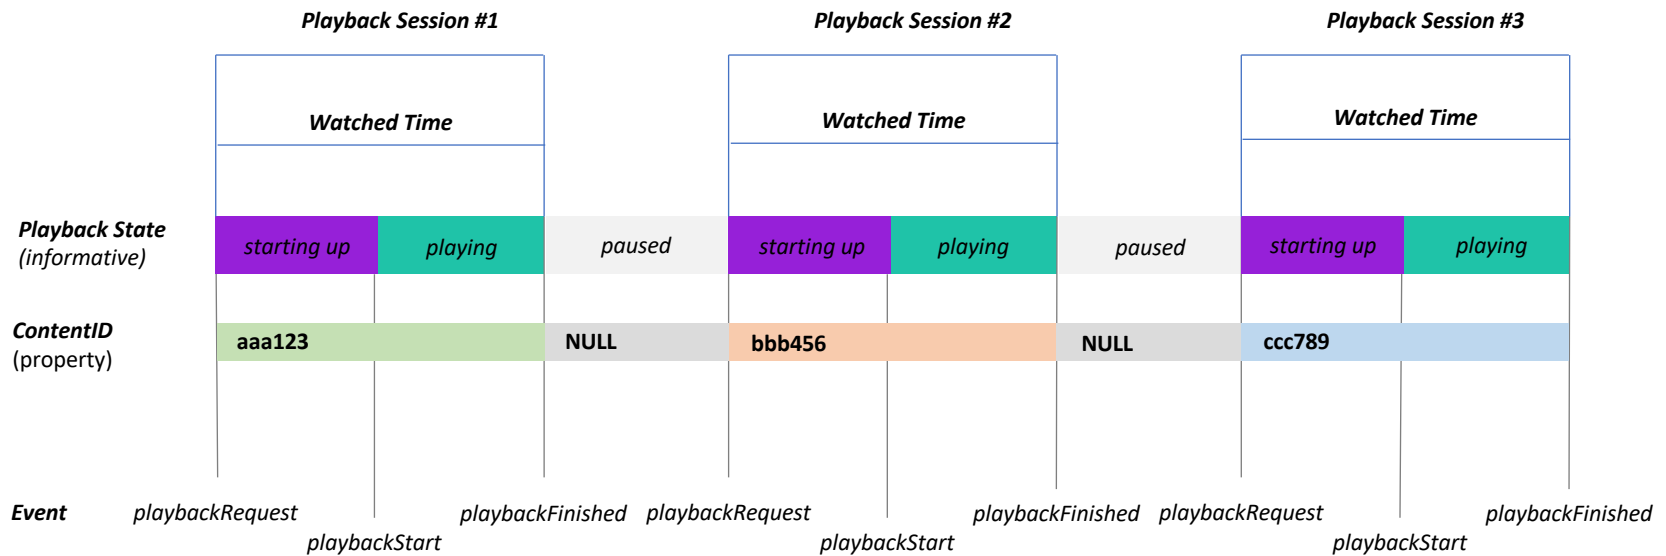 Playback Session #1
Playback Session #2
Playback Session #3
Watched Time
Watched Time
Watched Time
Playback State
(informative)
starting up
playing
paused
starting up
playing
paused
starting up
playing
ContentID
(property)
aaa123
NULL
bbb456
NULL
ccc789
Event
playbackRequest
playbackStart
playbackFinished
playbackRequest
playbackStart
playbackFinished
playbackRequest
playbackStart
playbackFinished